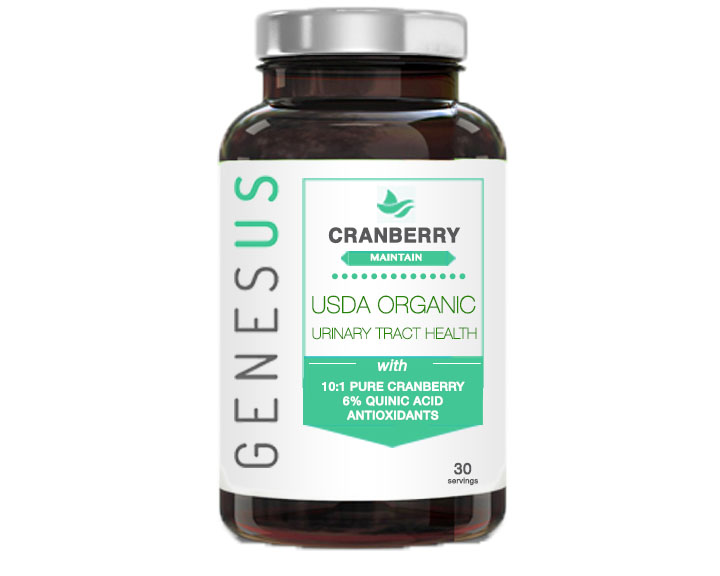 GENESUS
CRANBERRY
MAINTAIN
USDA ORGANIC
URINARY TRACT HEALTH
with
10:1 PURE CRANBERRY
6% QUINIC ACID
ANTIOXIDANTS
30
servings